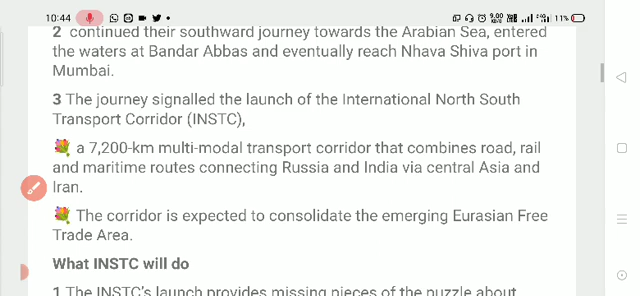 10:44 9.00 KB/S 11%
2 continued their southward journey towards the Arabian Sea, entered
the waters at Bandar Abbas and eventually reach Nhava Shiva port in
Mumbai.
3 The journey signalled the launch of the International North South
Transport Corridor (INSTC),
💐 a 7,200-km multi-modal transport corridor that combines road, rail
and maritime routes connecting Russia and India via central Asia and
Iran.
💐 The corridor is expected to consolidate the emerging Eurasian Free
Trade Area.
What INSTC will do
1 The INSTC's launch provides missing pieces of the puzzle about